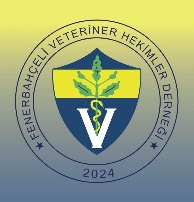 FENERBAHÇELİ VETERİNER HEKİMLER DERNEĞİ
V
2024